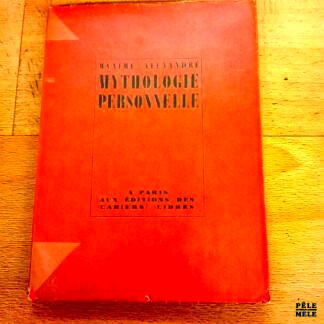 MAXIME ALEXANDRE
MYTHOLOGIE
PERSONNELLE
A PARIS
AUX ÉDITIONS DES
CAHIERS LIBRES
PÊLE
MÊLE